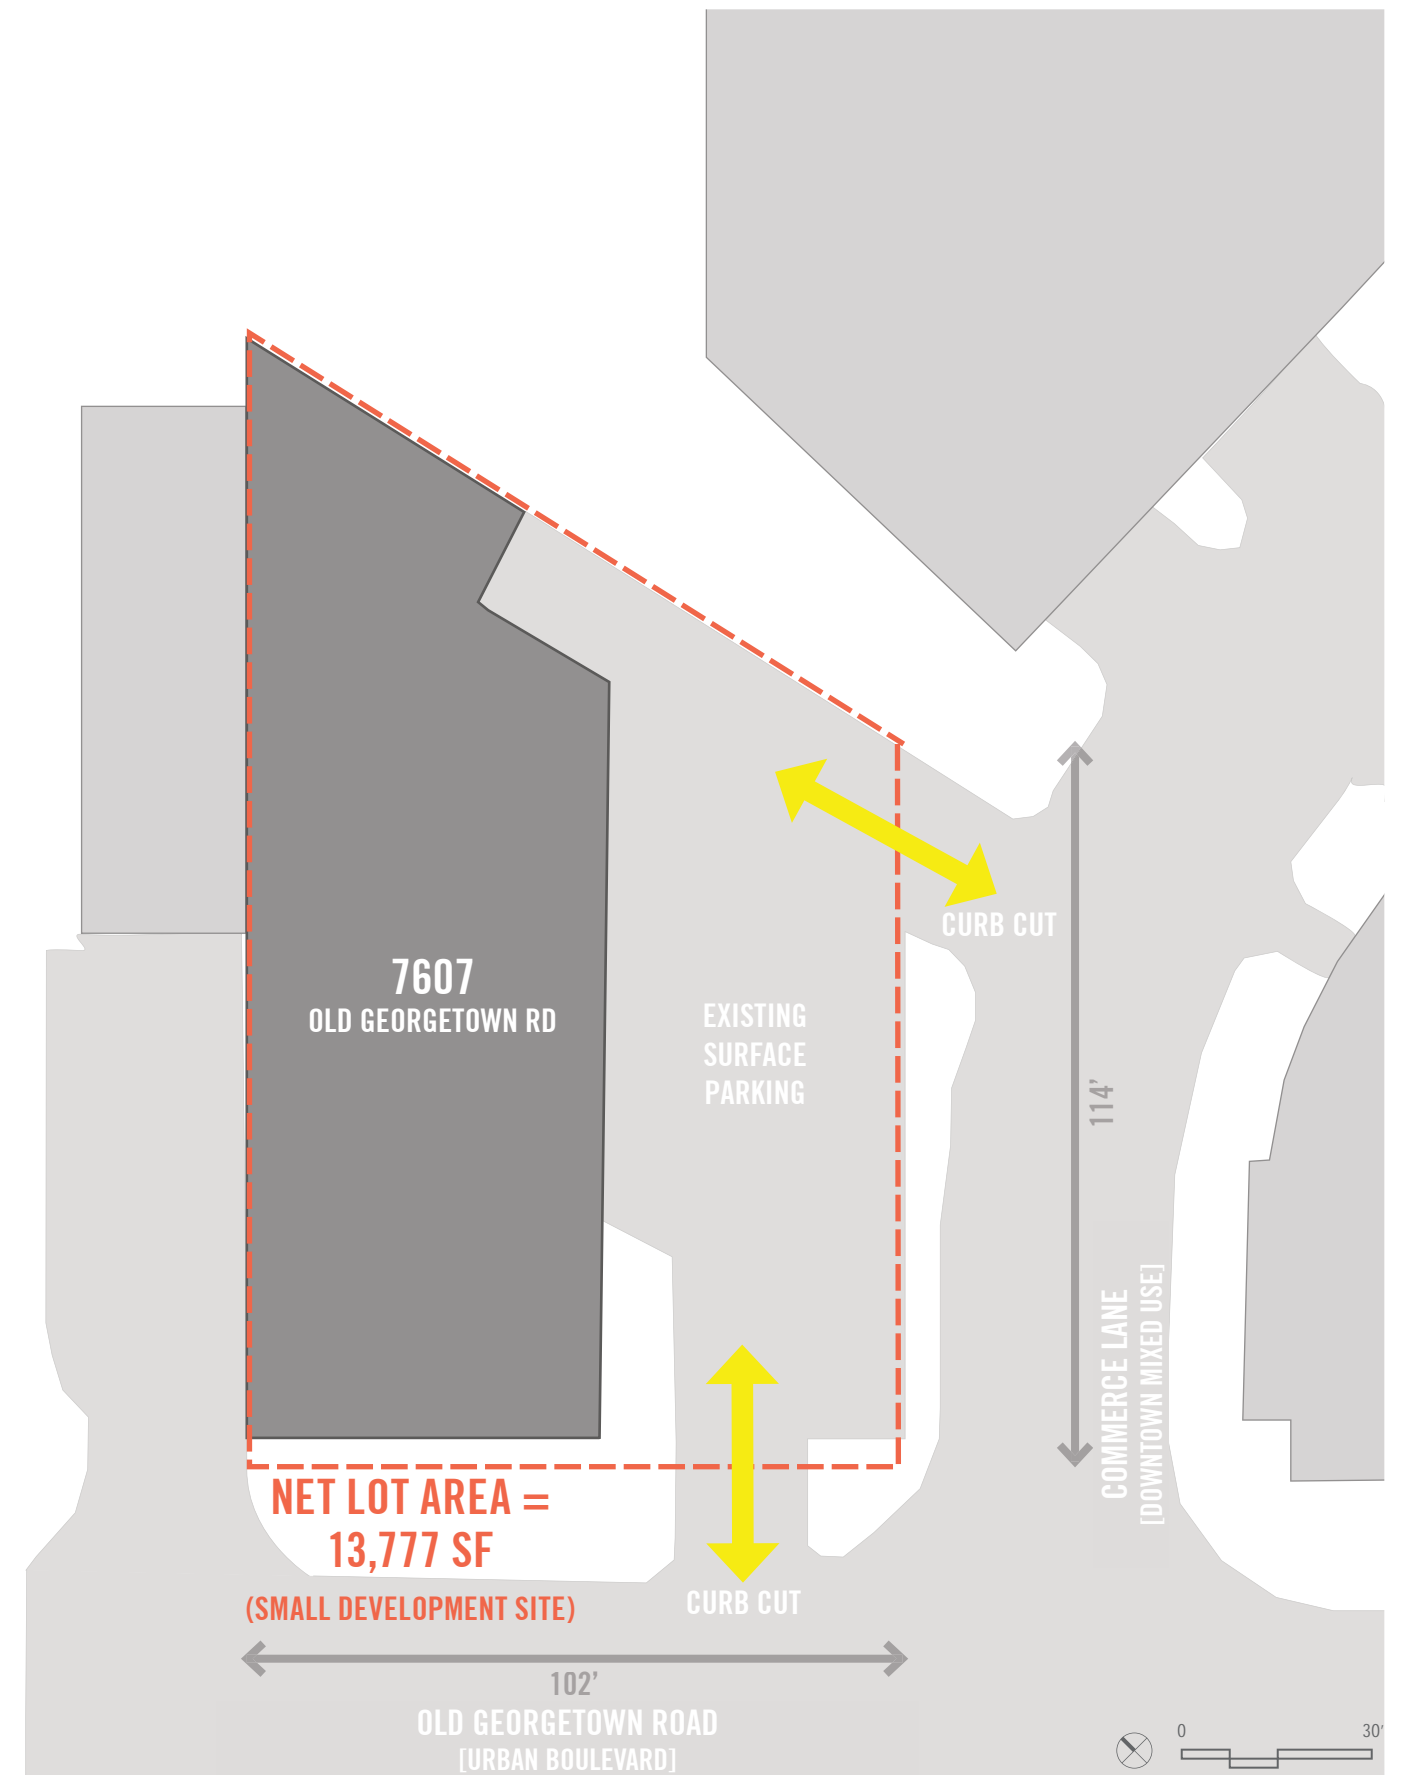 CURB CUT
7607
OLD GEORGETOWN RD
EXISTING
SURFACE
PARKING
114’
COMMERCE LANE
[DOWNTOWN MIXED USE]
NET LOT AREA =
13,777 SF
(SMALL DEVELOPMENT SITE)
CURB CUT
102’
OLD GEORGETOWN ROAD
[URBAN BOULEVARD]
0 30’